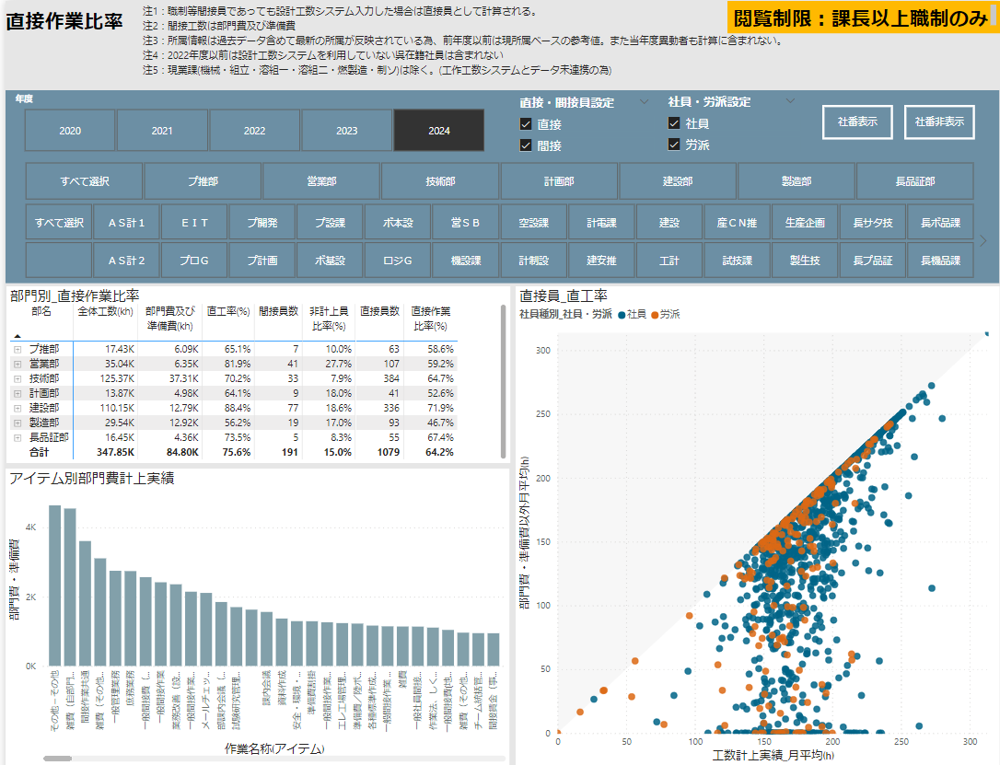 直接作業比率
注1：職制等間接員であっても設計工数システム入力した場合は直接員として計算される。
注2：間接工数は部門費及び準備費
注3：所属情報は過去データ含めて最新の所属が反映されている為、前年度以前は現所属ベースの参考値。また当年度異動者も計算に含まれない。
注4：2022年度以前は設計工数システムを利用していない呉在籍社員は含まれない
注5：現業課(機械・組立・溶組一・溶組二・燃製造・制ソ)は除く。(工作工数システムとデータ未連携の為)
閲覧制限：課長以上職制のみ
年度
2020 2021 2022 2023 2024
直接・間接員設定
直接
間接
社員・労派設定
社員
労派
社番表示 社番非表示
すべて選択 プ推部 営業部 技術部 計画部 建設部 製造部 長品証部
すべて選択 ＡＳ計１ ＥＩＴ プ開発 プ設課 ボ本設 営ＳＢ 空設課 計電課 建設 産ＣＮ推 生産企画 長サタ技 長ボ品課
ＡＳ計２ プロＧ プ計画 ボ基設 ロジＧ 機設課 計制設 建安推 工計 試技課 製生技 長プ品証 長機品課
部門別_直接作業比率
部名 全体工数(kh) 部門費及び準備費(kh) 直工率(%) 間接員数 非計上員比率(%) 直接員数 直接作業比率(%)
プ推部 17.43K 6.09K 65.1% 7 10.0% 63 58.6%
営業部 35.04K 6.35K 81.9% 41 27.7% 107 59.2%
技術部 125.37K 37.31K 70.2% 33 7.9% 384 64.7%
計画部 13.87K 4.98K 64.1% 9 18.0% 41 52.6%
建設部 110.15K 12.79K 88.4% 77 18.6% 336 71.9%
製造部 29.54K 12.92K 56.2% 19 17.0% 93 46.7%
長品証部 16.45K 4.36K 73.5% 5 8.3% 55 67.4%
合計 347.85K 84.80K 75.6% 191 15.0% 1079 64.2%
アイテム別部門費計上実績
部門費・準備費
4K
2K
0K
その他－その他
雑費（自部門...
間接作業共通
雑費（その他...
一般管理業務
庶務業務
一般間接費（...
一般間接作業
業務改善（設...
一般間接作業...
メールチェッ...
部課内会議（...
試験研究管理...
課内会議
資料作成
安全・環境・...
準備費割掛
一般間接作業...
エレ工場管理...
準備費／陸ボ...
各種標準作成...
一般間接作業...
雑費
一般社員間接...
作業法、しく...
一般間接費(他...
雑費（その他...
チーム統括管...
間接賃金（事...
作業名称(アイテム)
直接員_直工率
社員種別_社員・労派 社員 労派
部門費・準備費以外月平均(h)
300
250
200
150
100
50
0
0 50 100 150 200 250 300
工数計上実績_月平均(h)